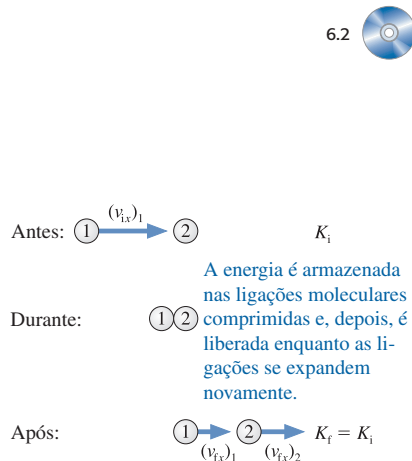 6.2
(v_ix)_1
Antes: 1 2 K_i
A energia é armazenada
nas ligações moleculares
Durante: 1 2 comprimidas e, depois, é
liberada enquanto as li-
gações se expandem
novamente.
Após: 1 2 K_f = K_i
(v_fx)_1 (v_fx)_2